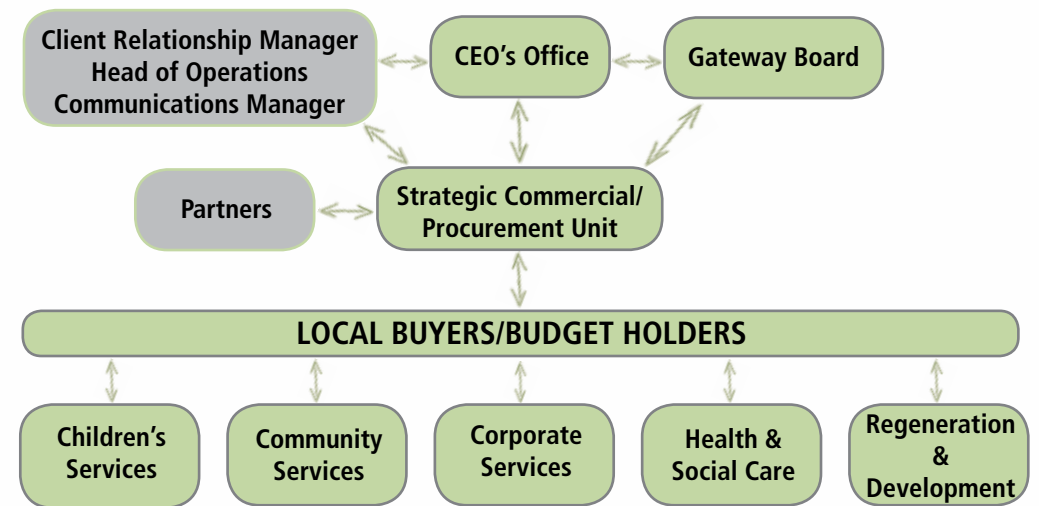 Client Relationship Manager
Head of Operations
Communications Manager
CEO's Office
Gateway Board
Partners
Strategic Commercial/
Procurement Unit
LOCAL BUYERS/BUDGET HOLDERS
Children's
Services
Community
Services
Corporate
Services
Health &
Social Care
Regeneration
&
Development